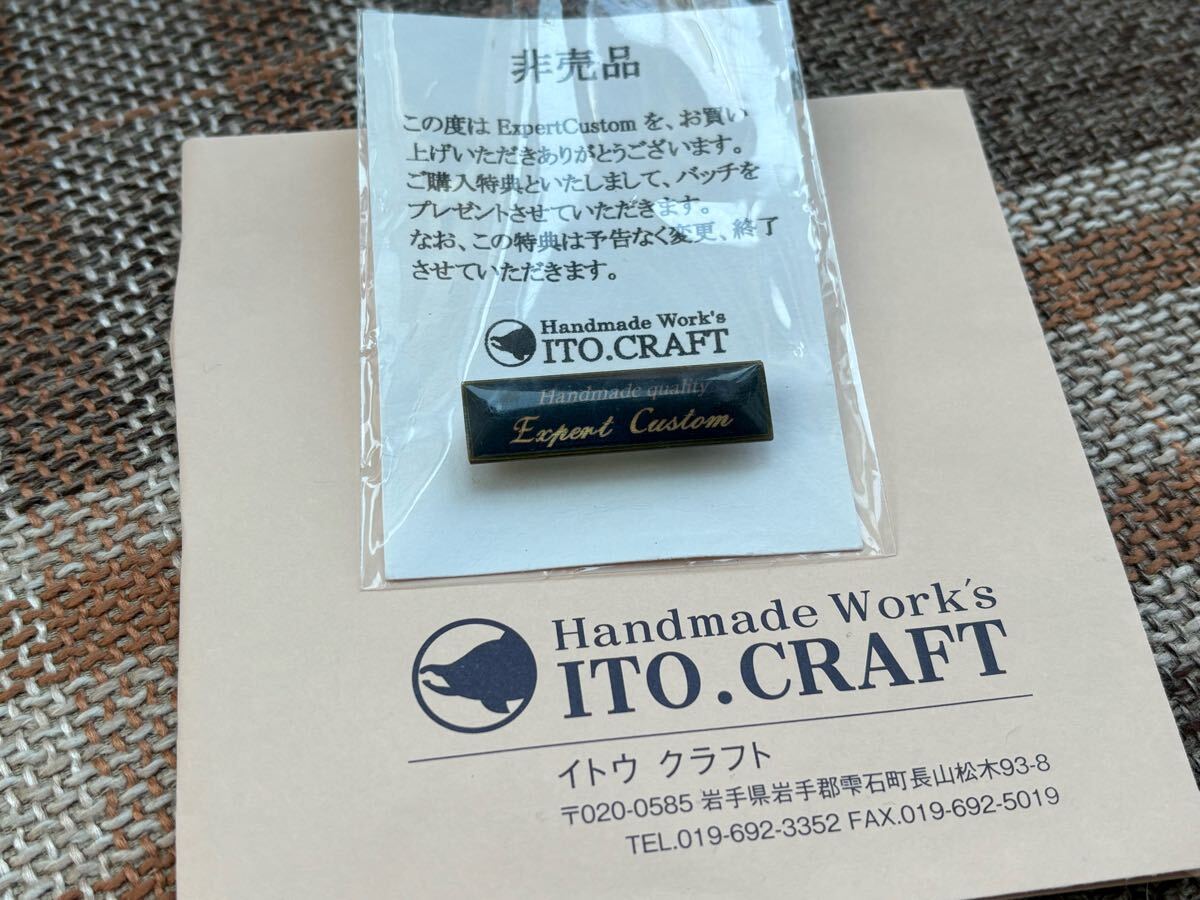 非売品
この度は ExpertCustom を、お買い
上げいただきありがとうございます。
ご購入特典といたしまして、バッチを
プレゼントさせていただきます。
なお、この特典は予告なく変更、終了
させていただきます。
Handmade Work's
ITO.CRAFT
Handmade quality
Expert Custom
Handmade Work's
ITO.CRAFT
イトウ クラフト
〒020-0585 岩手県岩手郡雫石町長山松木93-8
TEL.019-692-3352 FAX.019-692-5019